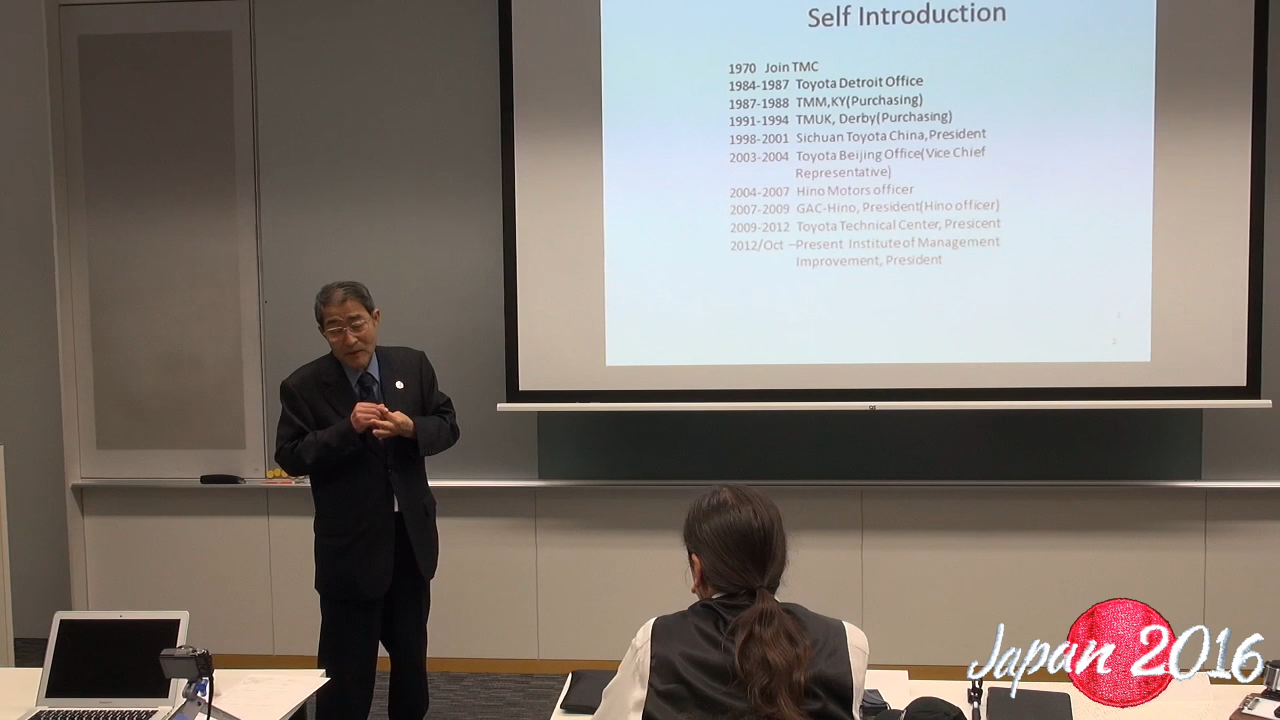 Self Introduction
1970 Join TMC
1984-1987 Toyota Detroit Office
1987-1988 TMM,KY(Purchasing)
1991-1994 TMUK, Derby(Purchasing)
1998-2001 Sichuan Toyota China,President
2003-2004 Toyota Beijing Office(Vice Chief
Representative)
2004-2007 Hino Motors officer
2007-2009 GAC-Hino, President(Hino officer)
2009-2012 Toyota Technical Center, Presicent
2012/Oct –Present Institute of Management
Improvement, President
2
Japan 2016